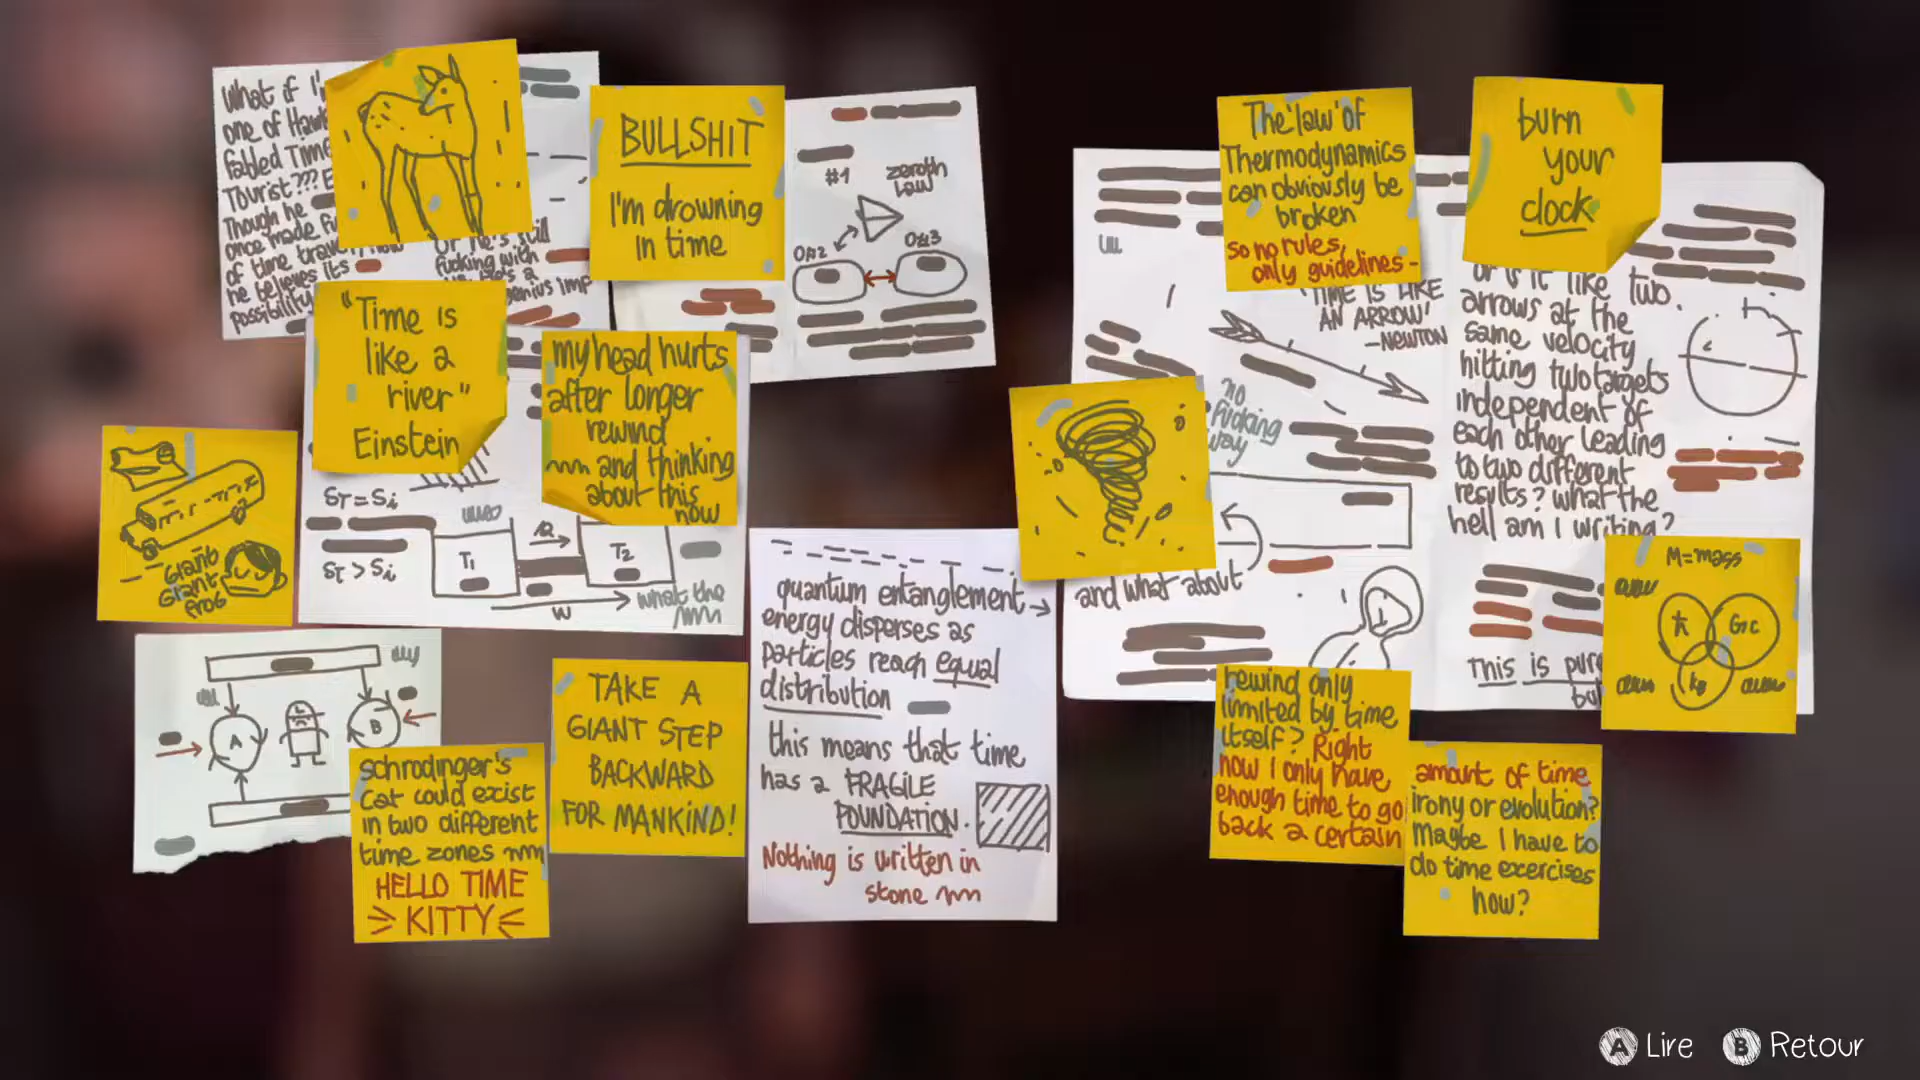 What if I'
one of Haw
fabled Time
Tourist??? E
Though he
once made fu
of time trav
he believes its
possibility
Or he's still
fucking with
genius imp
BULLSHIT
I'm drowning
in time
#1
zeroth
law
"Time is
like a
river"
Einstein
my head hurts
after longer
rewind
and thinking
about this
now
GIANT
GIANT
FROG
ST = Si
ST > Si
T1
T2
W
what the
A
B
schrodinger's
cat could exist
in two different
time zones
HELLO TIME
KITTY
TAKE A
GIANT STEP
BACKWARD
FOR MANKIND!
quantum entanglement
energy disperses as
particles reach equal
distribution
this means that time
has a FRAGILE
FOUNDATION.
Nothing is written in
stone
The 'law' of
Thermodynamics
can obviously be
broken
so no rules,
only guidelines -
burn
your
clock
'TIME IS LIKE
AN ARROW'
-NEWTON
no
fucking
way
and what about
or is it like two
arrows at the
same velocity
hitting two targets
independent of
each other leading
to two different
results? What the
hell am I writing?
This is pure
bu
M=mass
G1c
rewind only
limited by time
itself? Right
now I only have
enough time to go
back a certain
amount of time
irony or evolution?
Maybe I have to
do time exercises
now?
A Lire B Retour